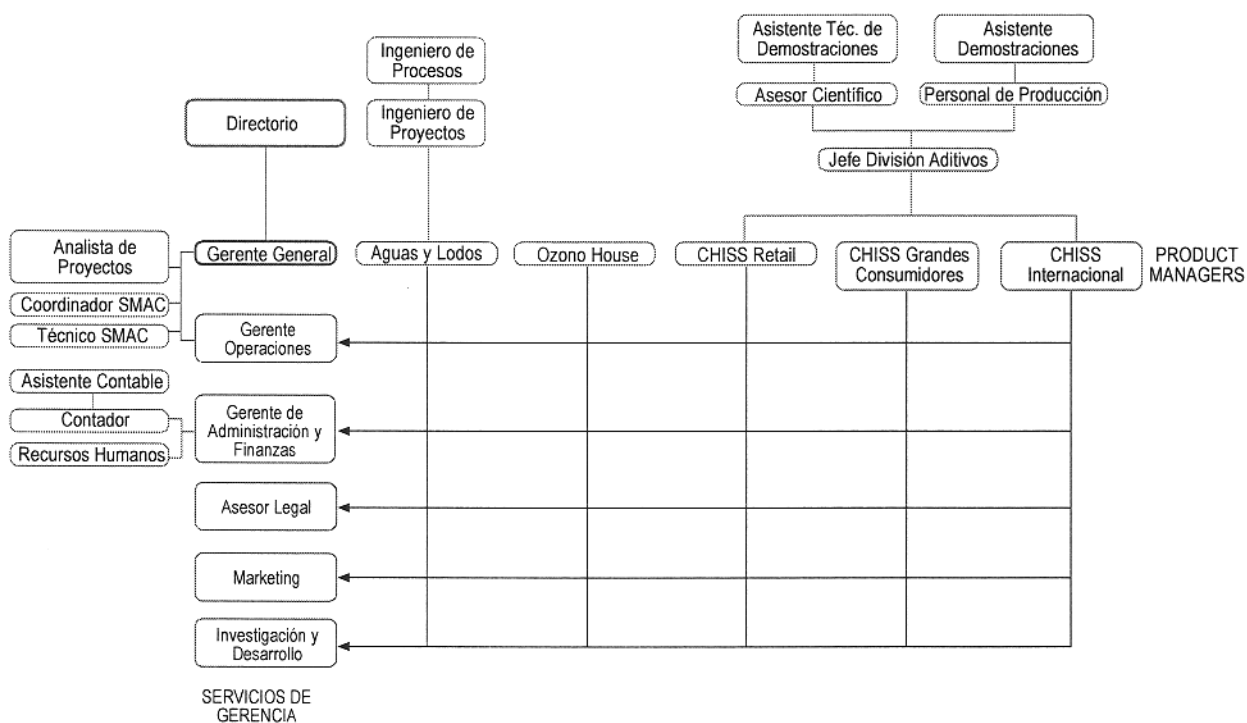 Asistente Téc. de
Demostraciones
Asistente
Demostraciones
Ingeniero de
Procesos
Asesor Científico
Personal de Producción
Directorio
Ingeniero de
Proyectos
Jefe División Aditivos
Analista de
Proyectos
Gerente General
Aguas y Lodos
Ozono House
CHISS Retail
CHISS Grandes
Consumidores
CHISS
Internacional
PRODUCT
MANAGERS
Coordinador SMAC
Técnico SMAC
Gerente
Operaciones
Asistente Contable
Contador
Recursos Humanos
Gerente de
Administración y
Finanzas
Asesor Legal
Marketing
Investigación y
Desarrollo
SERVICIOS DE
GERENCIA